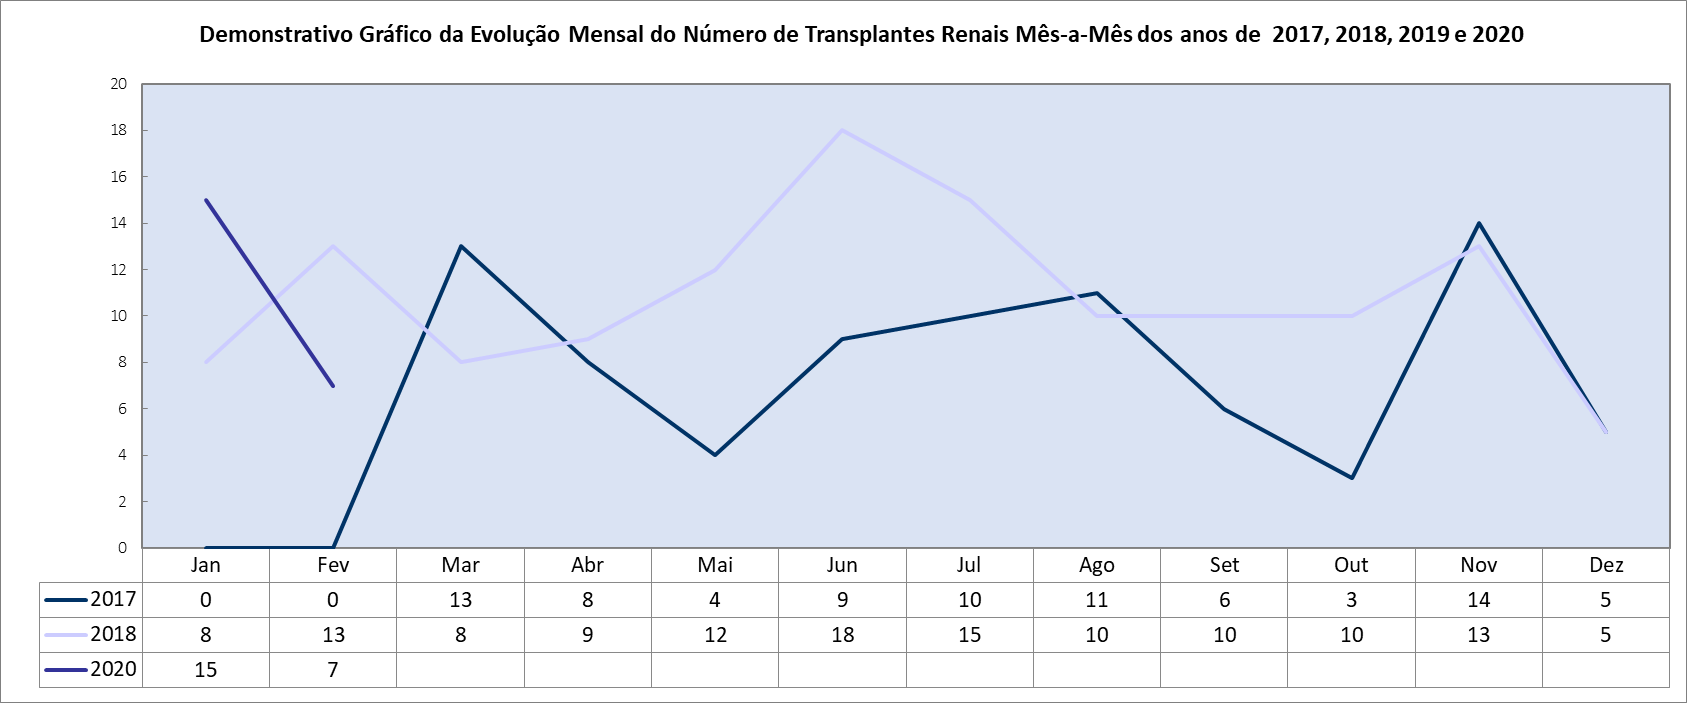 Demonstrativo Gráfico da Evolução Mensal do Número de Transplantes Renais Mês-a-Mês dos anos de 2017, 2018, 2019 e 2020
20
18
16
14
12
10
8
6
4
2
0
Jan Fev Mar Abr Mai Jun Jul Ago Set Out Nov Dez
2017 0 0 13 8 4 9 10 11 6 3 14 5
2018 8 13 8 9 12 18 15 10 10 10 13 5
2020 15 7